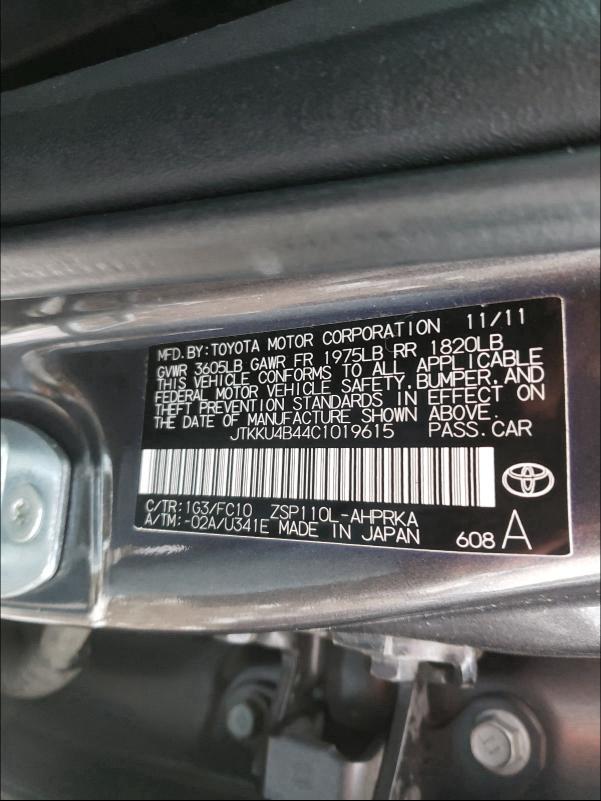 MFD. BY: TOYOTA MOTOR CORPORATION 11/11
GVWR 3605LB GAWR FR 1975LB RR 1820LB
THIS VEHICLE CONFORMS TO ALL APPLICABLE
FEDERAL MOTOR VEHICLE SAFETY, BUMPER, AND
THEFT PREVENTION STANDARDS IN EFFECT ON
THE DATE OF MANUFACTURE SHOWN ABOVE.
JTKKU4B44C1019615 PASS. CAR
C/TR: 1G3/FC10 ZSP110L-AHPRKA
A/TM: -02A/U341E MADE IN JAPAN 608 A